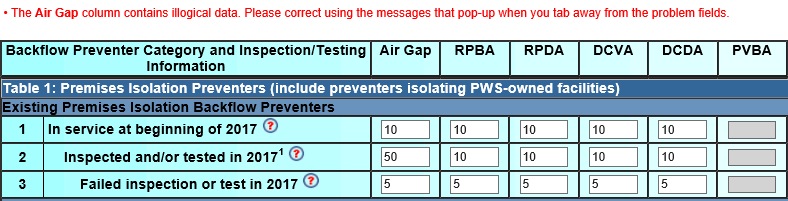 • The Air Gap column contains illogical data. Please correct using the messages that pop-up when you tab away from the problem fields.
Backflow Preventer Category and Inspection/Testing Information Air Gap RPBA RPDA DCVA DCDA PVBA
Table 1: Premises Isolation Preventers (include preventers isolating PWS-owned facilities)
Existing Premises Isolation Backflow Preventers
1 In service at beginning of 2017 ? 10 10 10 10 10
2 Inspected and/or tested in 2017¹ ? 50 10 10 10 10
3 Failed inspection or test in 2017 ? 5 5 5 5 5